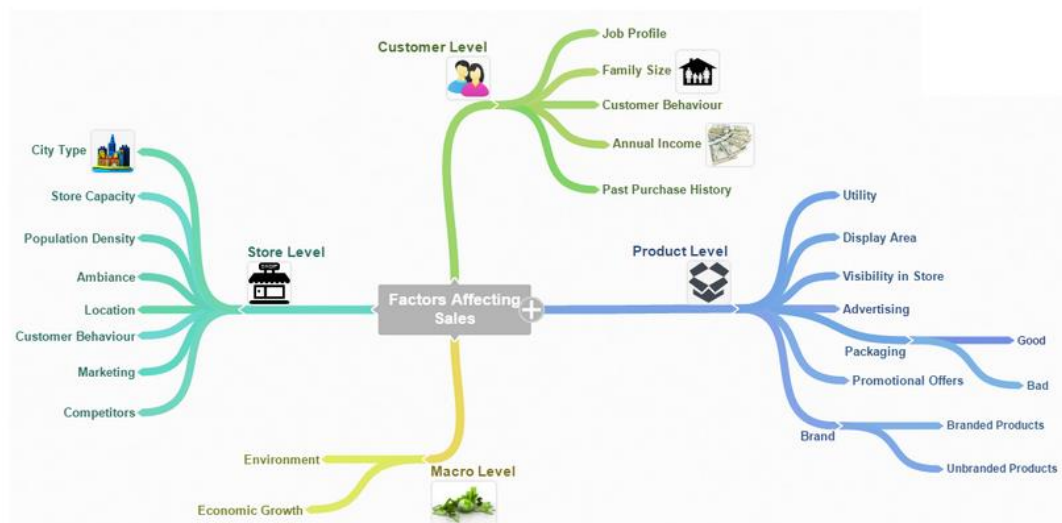 Customer Level
Job Profile
Family Size
Customer Behaviour
Annual Income
Past Purchase History
City Type
Store Capacity
Population Density
Ambiance
Location
Customer Behaviour
Marketing
Competitors
Store Level
Factors Affecting
Sales
Product Level
Utility
Display Area
Visibility in Store
Advertising
Packaging
Good
Bad
Promotional Offers
Brand
Branded Products
Unbranded Products
Environment
Economic Growth
Macro Level